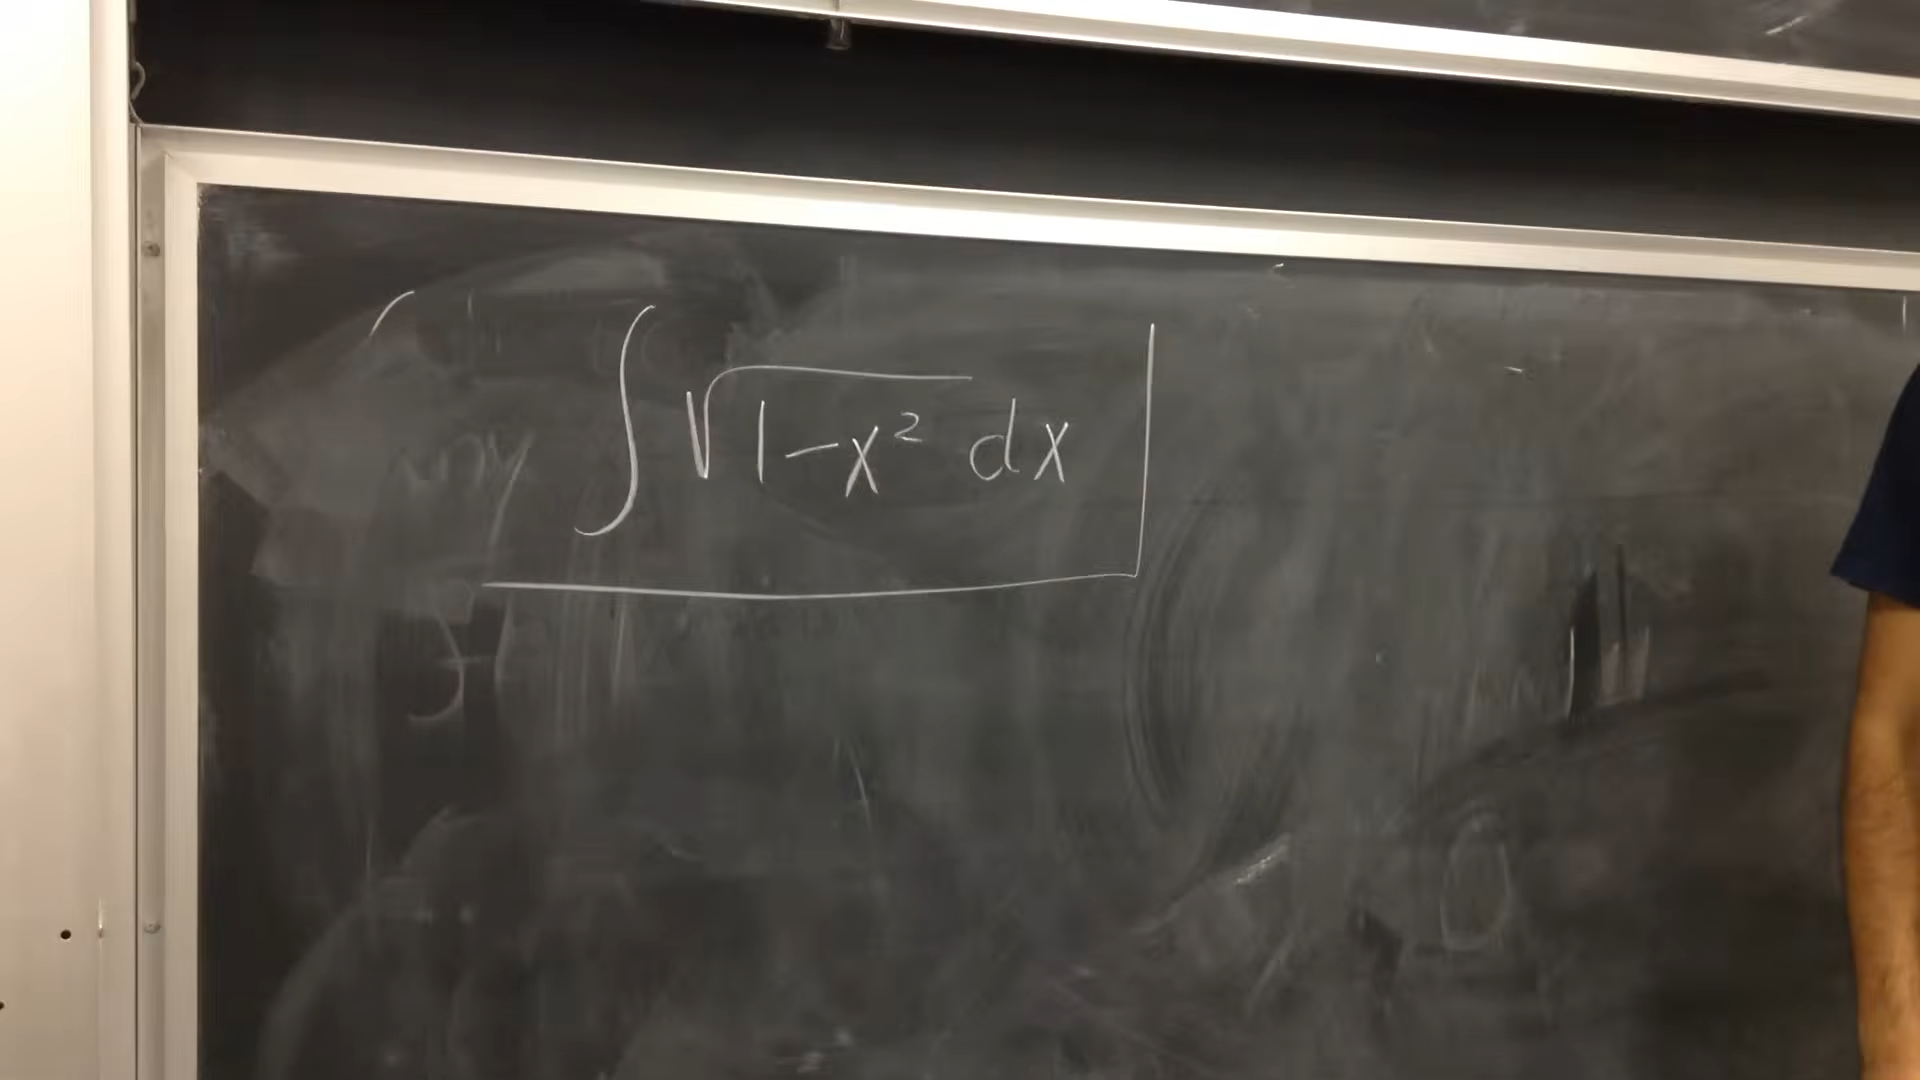 ∫√1-x² dx